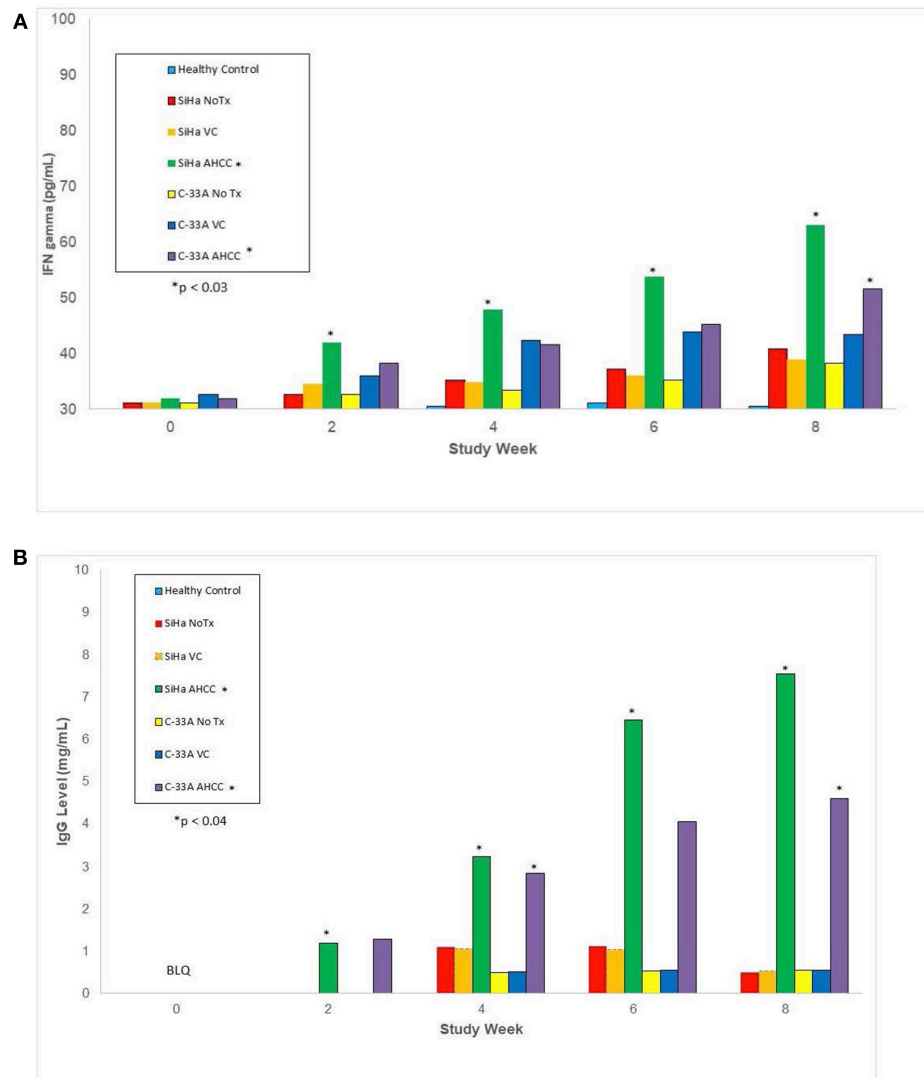 A
100
90
80
70
60
50
40
30
IFN gamma (pg/mL)
Healthy Control
SiHa NoTx
SiHa VC
SiHa AHCC *
C-33A No Tx
C-33A VC
C-33A AHCC *
*p < 0.03
* * * * *
0 2 4 6 8
Study Week
B
10
9
8
7
6
5
4
3
2
1
0
IgG Level (mg/mL)
Healthy Control
SiHa NoTx
SiHa VC
SiHa AHCC *
C-33A No Tx
C-33A VC
C-33A AHCC *
*p < 0.04
* * * * * *
BLQ
0 2 4 6 8
Study Week